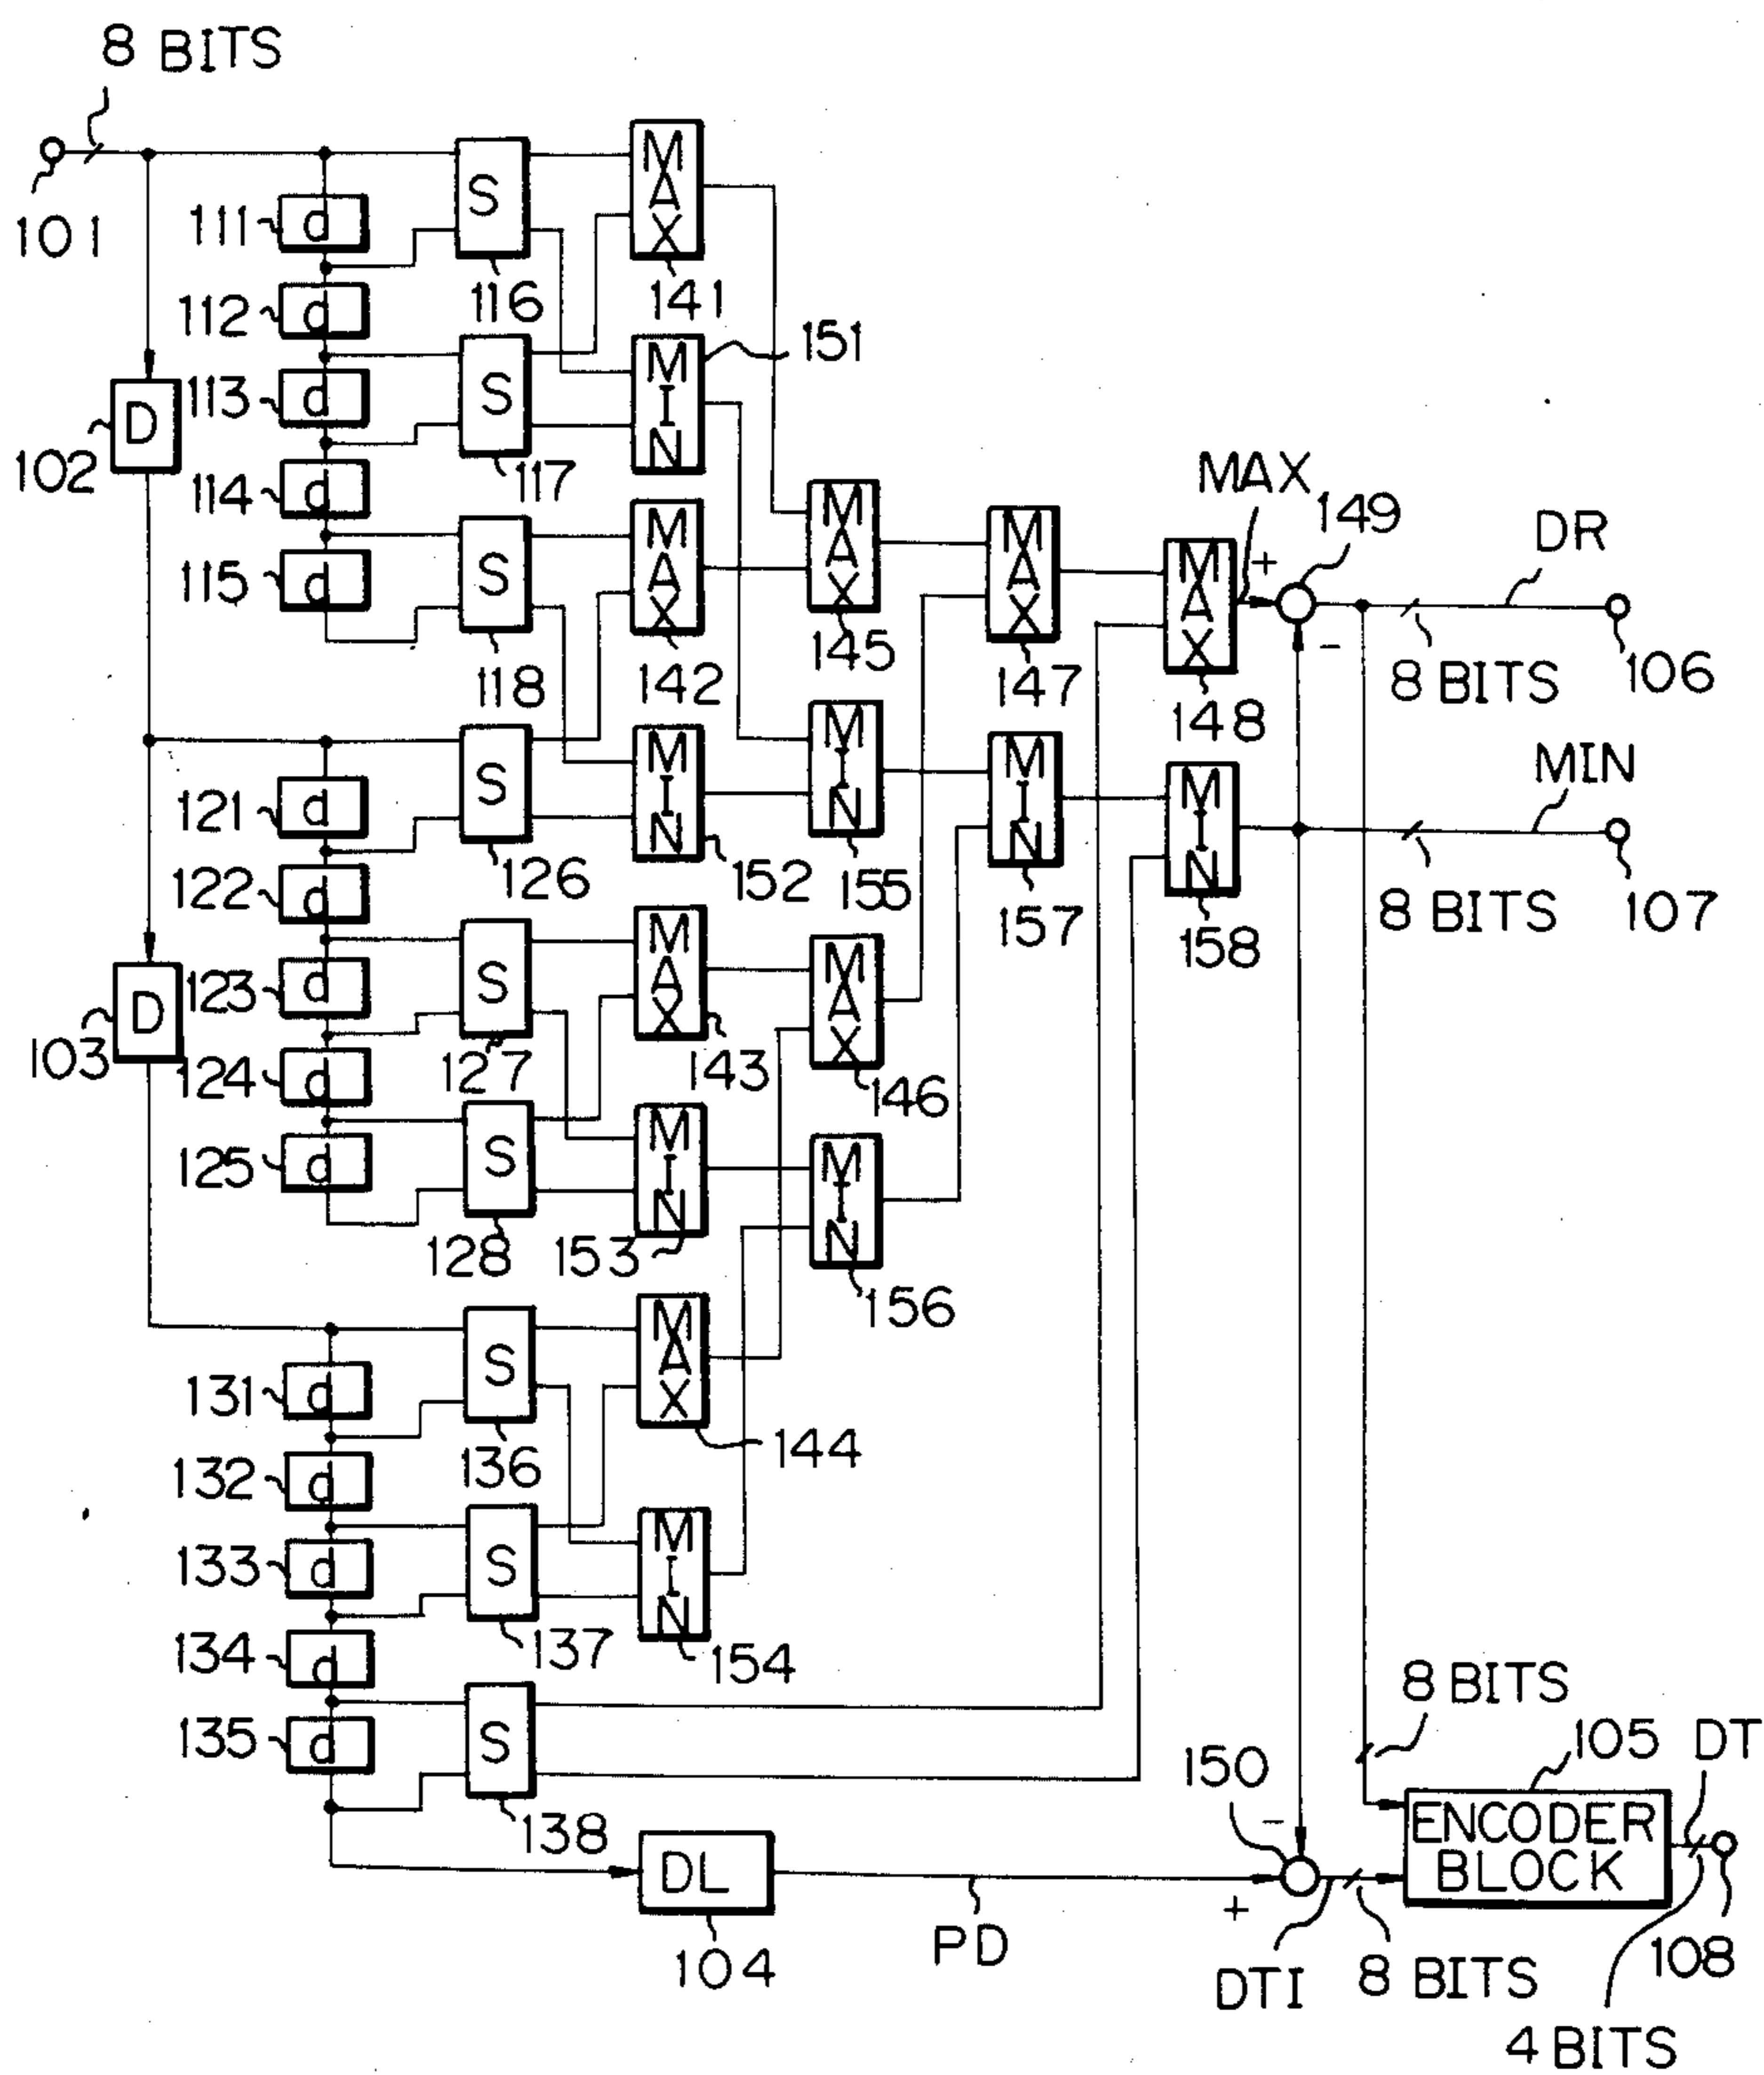 8 BITS
101
111
d
S
116
MAX
141
112
d
113
d
S
117
MIN
151
D
102
114
d
115
d
S
118
MAX
142
MAX
145
MAX
147
MAX
148
MAX
149
+
-
DR
8 BITS
106
121
d
S
126
MIN
152
MIN
155
MIN
157
MIN
158
MIN
8 BITS
107
122
d
123
d
S
127
MAX
143
MAX
146
D
103
124
d
125
d
S
128
MIN
153
MIN
156
131
d
S
136
MAX
144
132
d
133
d
S
137
MIN
154
134
d
135
d
S
138
8 BITS
105
DT
150
-
+
ENCODER
BLOCK
DL
104
PD
DTI
8 BITS
108
4 BITS